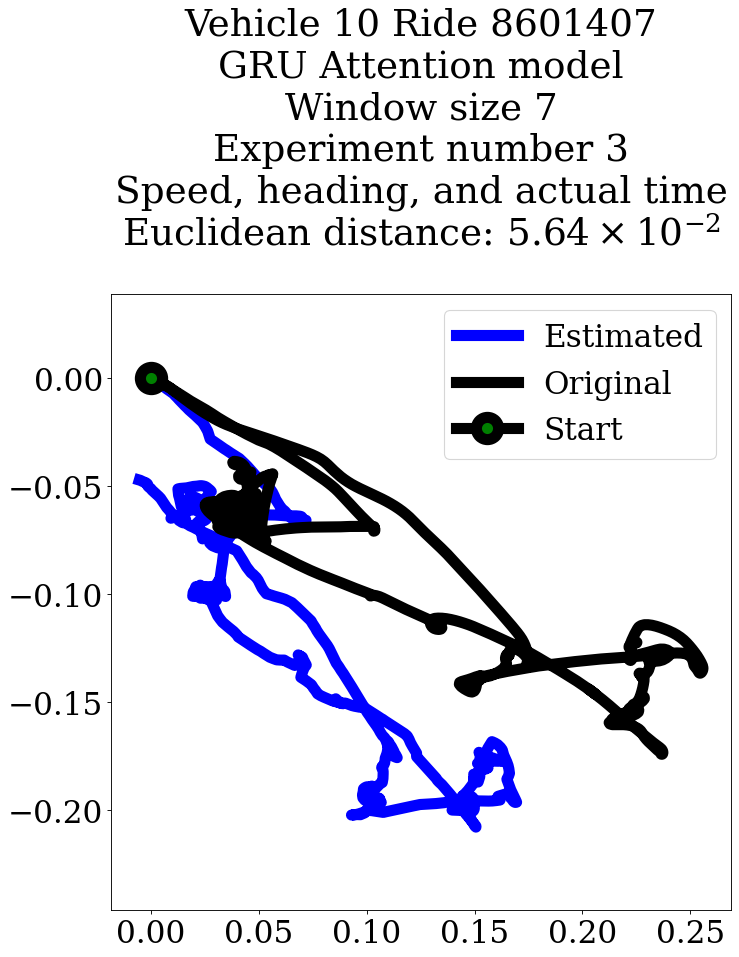 Vehicle 10 Ride 8601407
GRU Attention model
Window size 7
Experiment number 3
Speed, heading, and actual time
Euclidean distance: 5.64 × 10⁻²
Estimated
Original
Start
0.00
−0.05
−0.10
−0.15
−0.20
0.00 0.05 0.10 0.15 0.20 0.25